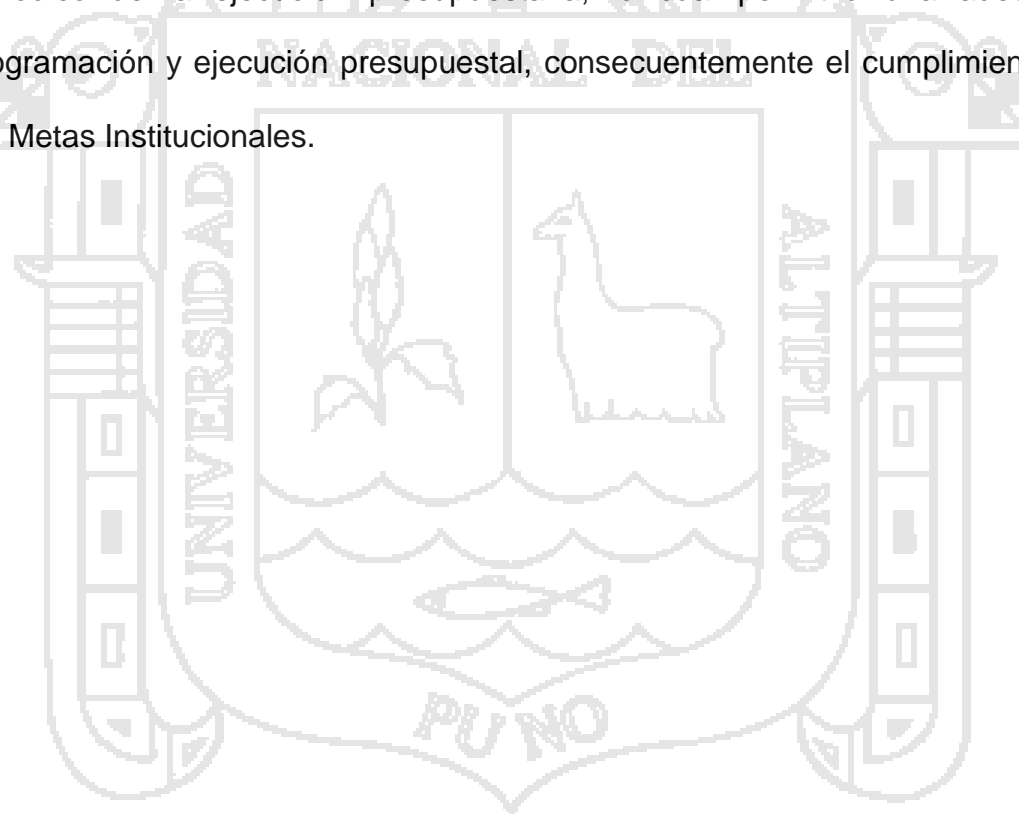 NACIONAL DEL
ogramación y ejecución presupuestal, consecuentemente el cumplimien
Metas Institucionales.
UNIVERSIDAD
ALTIPLANO
PUNO